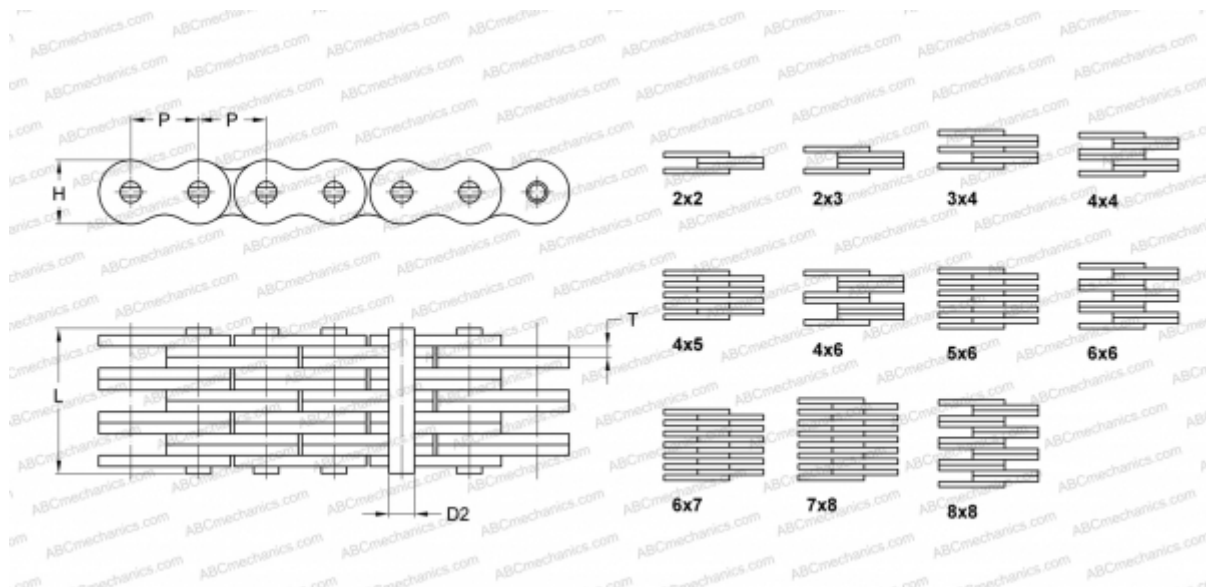 P P
H
T
L
D2
2x2 2x3 3x4 4x4
4x5 4x6 5x6 6x6
6x7 7x8 8x8
ABCmechanics.com